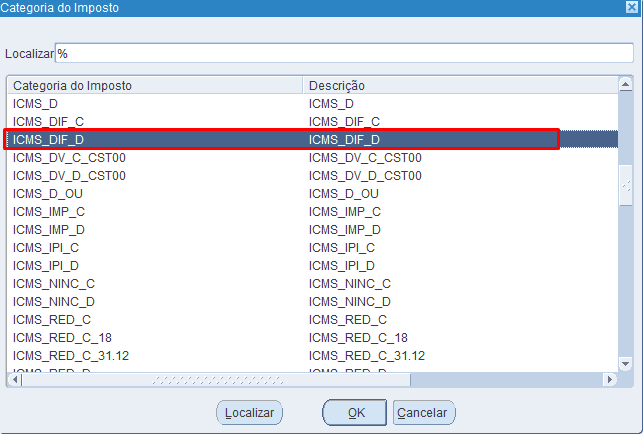 Categoria do Imposto
Localizar %
Categoria do Imposto Descrição
ICMS_D ICMS_D
ICMS_DIF_C ICMS_DIF_C
ICMS_DIF_D ICMS_DIF_D
ICMS_DV_C_CST00 ICMS_DV_C_CST00
ICMS_DV_D_CST00 ICMS_DV_D_CST00
ICMS_D_OU ICMS_D_OU
ICMS_IMP_C ICMS_IMP_C
ICMS_IMP_D ICMS_IMP_D
ICMS_IPI_C ICMS_IPI_C
ICMS_IPI_D ICMS_IPI_D
ICMS_NINC_C ICMS_NINC_C
ICMS_NINC_D ICMS_NINC_D
ICMS_RED_C ICMS_RED_C
ICMS_RED_C_18 ICMS_RED_C_18
ICMS_RED_C_31.12 ICMS_RED_C_31.12
Localizar OK Cancelar